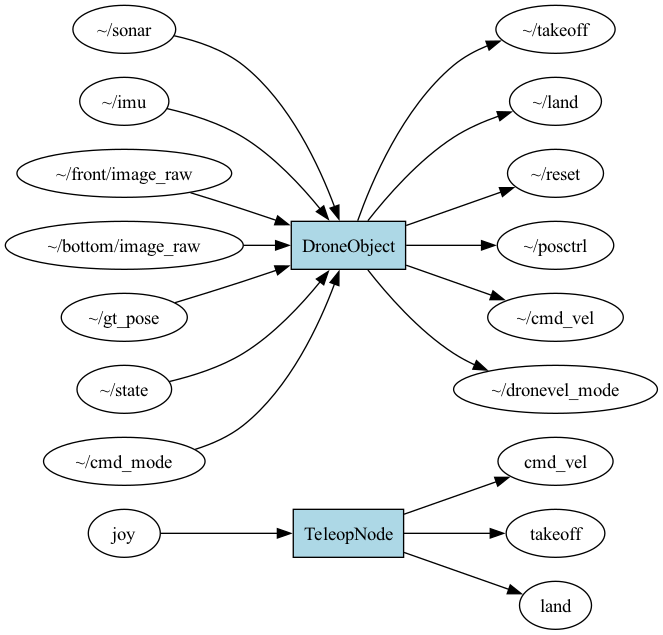 ~/sonar
~/imu
~/front/image_raw
~/bottom/image_raw
~/gt_pose
~/state
~/cmd_mode
DroneObject
~/takeoff
~/land
~/reset
~/posctrl
~/cmd_vel
~/dronevel_mode
joy
TeleopNode
cmd_vel
takeoff
land